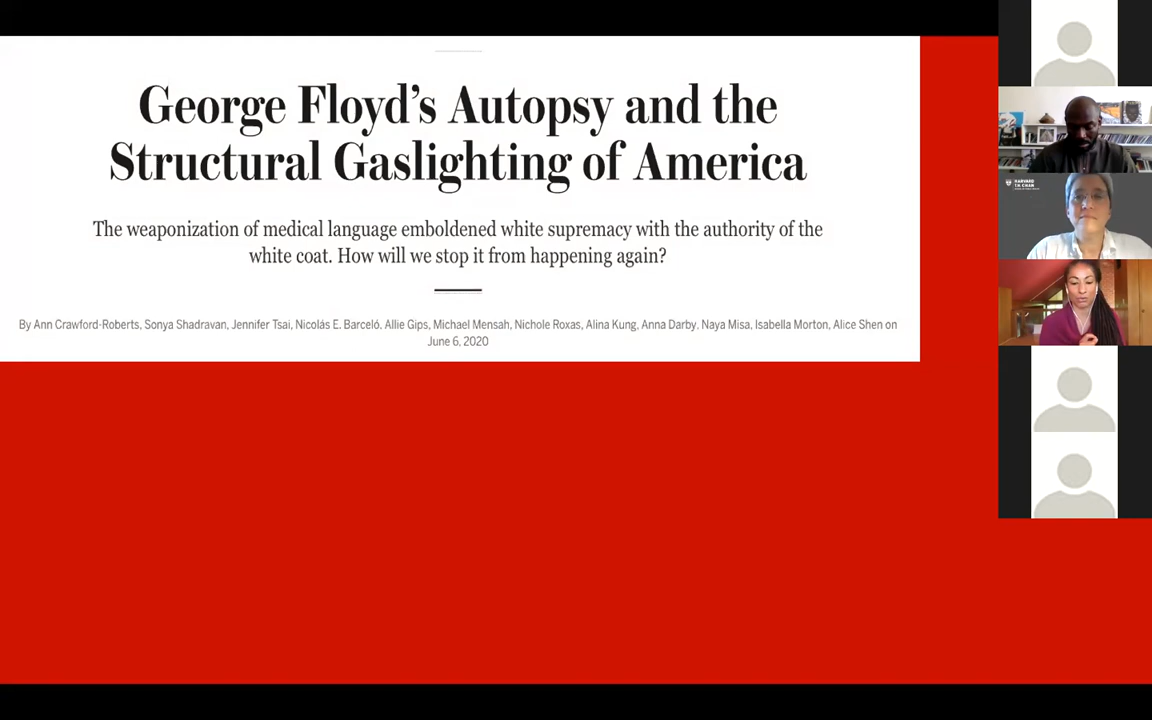 George Floyd’s Autopsy and the
Structural Gaslighting of America
The weaponization of medical language emboldened white supremacy with the authority of the
white coat. How will we stop it from happening again?
By Ann Crawford-Roberts, Sonya Shadravan, Jennifer Tsai, Nicolás E. Barceló, Allie Gips, Michael Mensah, Nichole Roxas, Alina Kung, Anna Darby, Naya Misa, Isabella Morton, Alice Shen on
June 6, 2020
HARVARD
T.H. CHAN